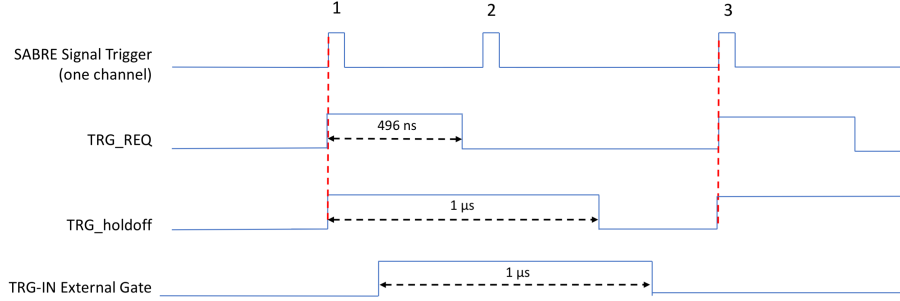 1 2 3
SABRE Signal Trigger
(one channel)
496 ns
TRG_REQ
1 µs
TRG_holdoff
1 µs
TRG-IN External Gate